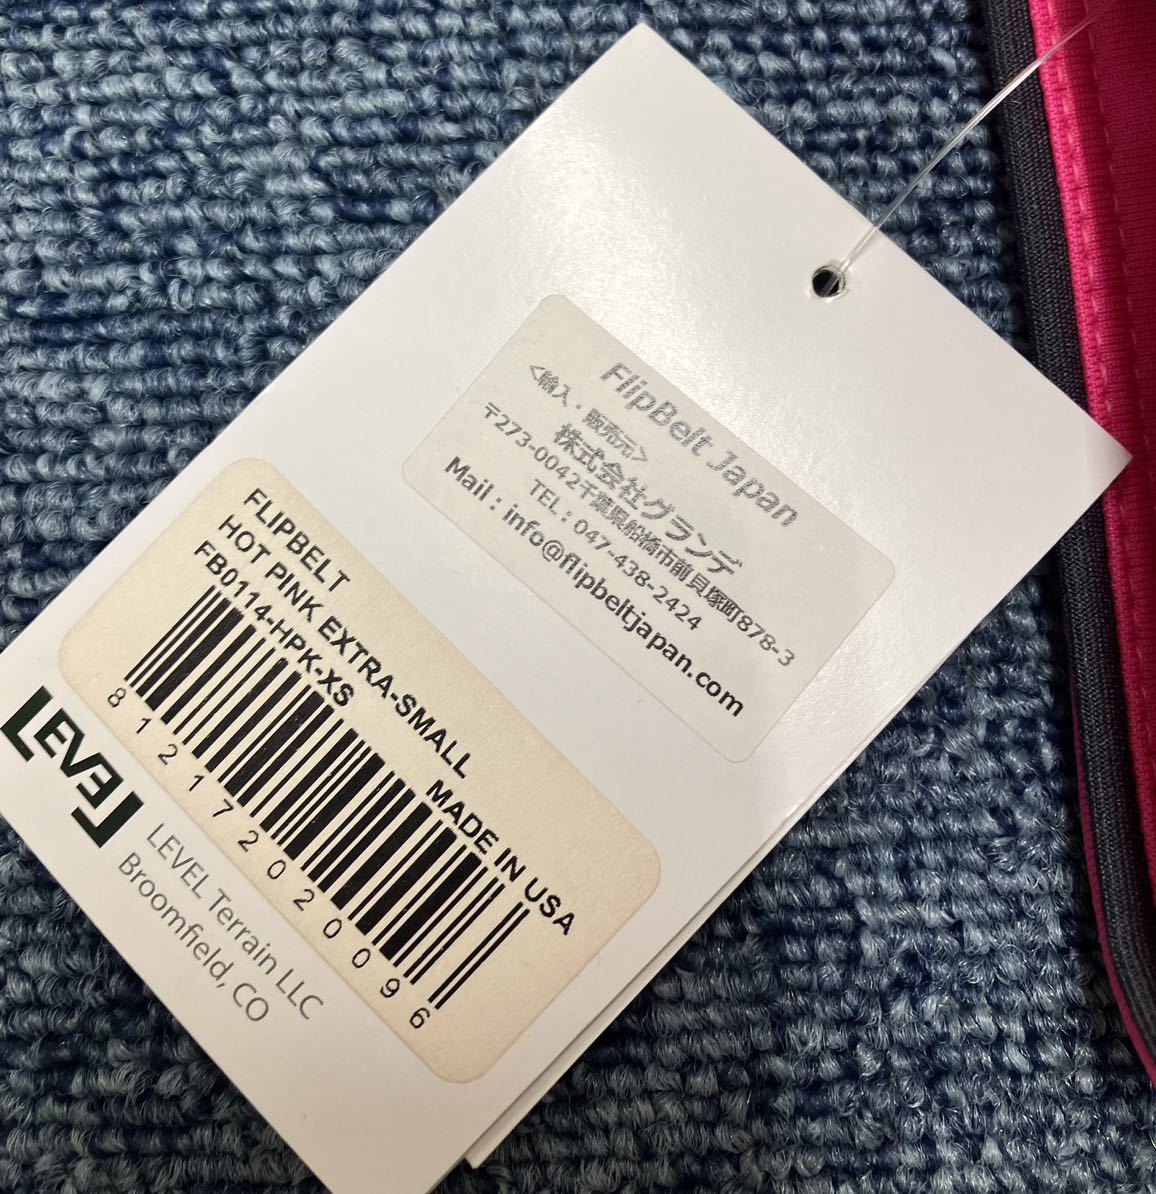 FlipBelt Japan
<輸入・販売元>
株式会社グランデ
〒273-0042千葉県船橋市前貝塚町878-3
TEL：047-438-2424
Mail：info@flipbeltjapan.com
FLIPBELT
HOT PINK EXTRA-SMALL
FB0114-HPK-XS MADE IN USA
812172020096
LEVEL
LEVEL Terrain LLC
Broomfield, CO